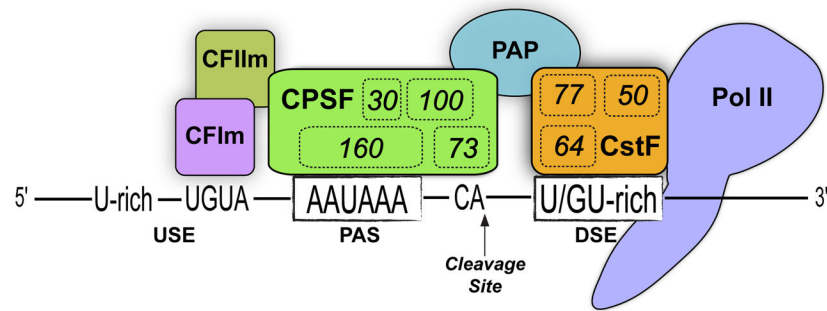 PAP
CFIIm
CPSF 30 100
77 50
Pol II
CFIm
160 73
64 CstF
5' U-rich UGUA AAUAAA CA U/GU-rich 3'
USE PAS DSE
Cleavage
Site